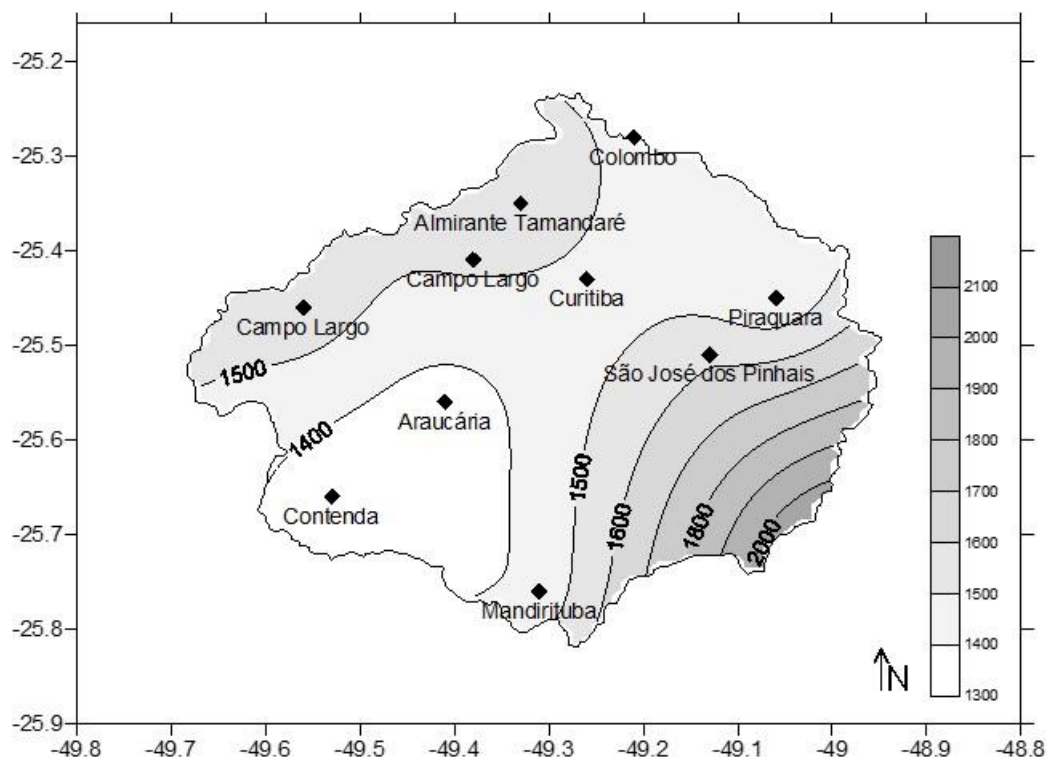 -25.2
-25.3
-25.4
-25.5
-25.6
-25.7
-25.8
-25.9
Colombo
Almirante Tamandaré
Campo Largo
Curitiba
Campo Largo
Piraquara
São José dos Pinhais
Araucária
Contenda
Mandirituba
1500
1400
1500
1600
1800
2000
2100
2000
1900
1800
1700
1600
1500
1400
1300
N
-49.8 -49.7 -49.6 -49.5 -49.4 -49.3 -49.2 -49.1 -49 -48.9 -48.8